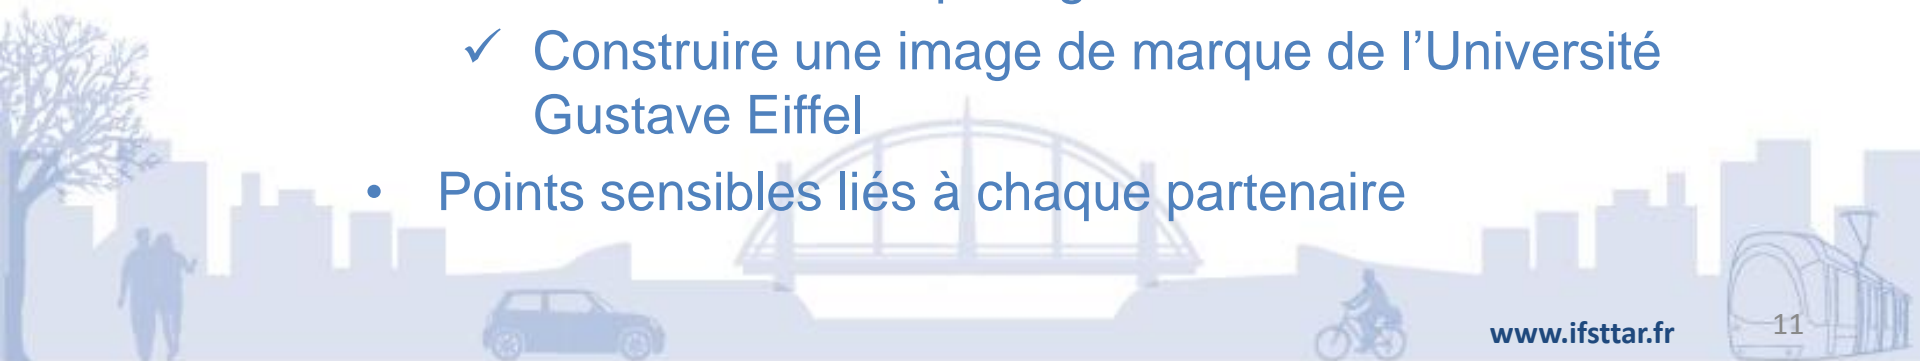 ✓ Construire une image de marque de l’Université
Gustave Eiffel
• Points sensibles liés à chaque partenaire
www.ifsttar.fr
11